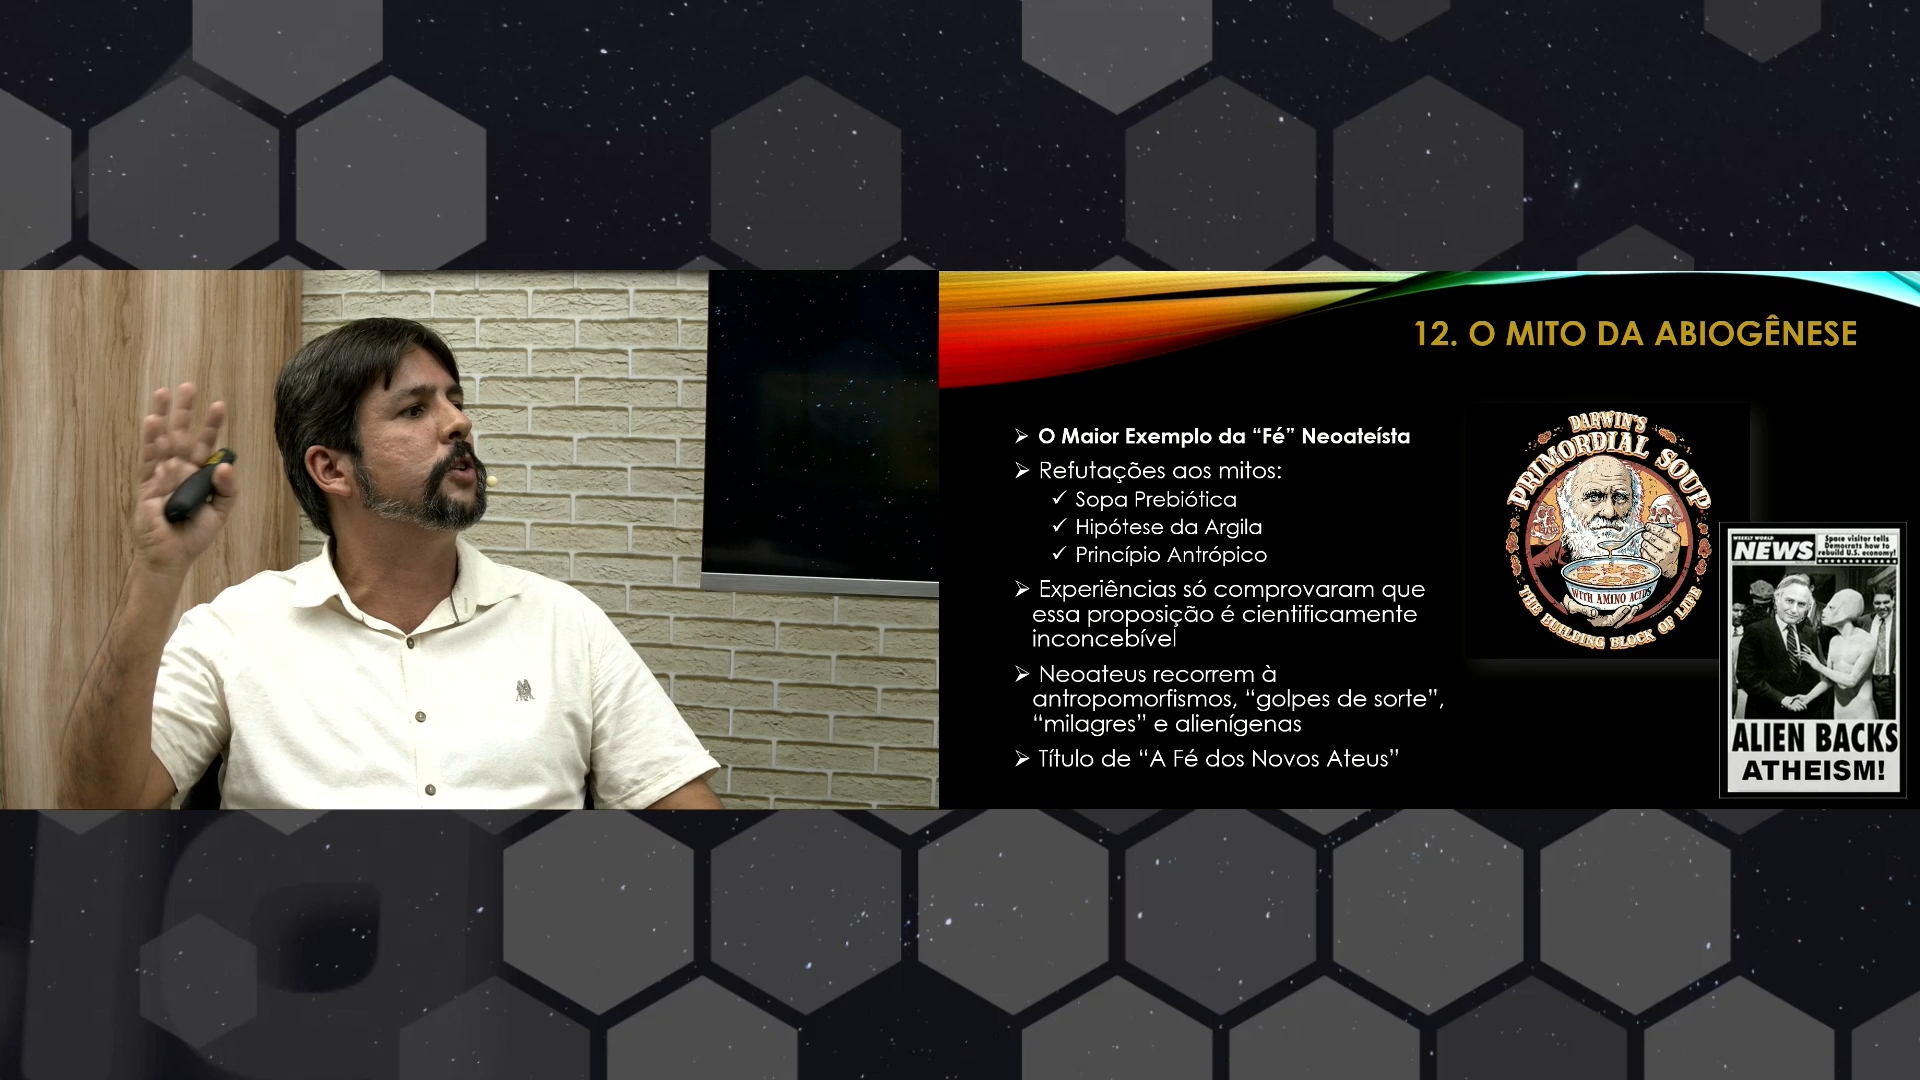 12. O MITO DA ABIOGÊNESE
➢ O Maior Exemplo da “Fé” Neoateísta
➢ Refutações aos mitos:
✓ Sopa Prebiótica
✓ Hipótese da Argila
✓ Princípio Antrópico
➢ Experiências só comprovaram que
essa proposição é cientificamente
inconcebível
➢ Neoateus recorrem à
antropomorfismos, “golpes de sorte”,
“milagres” e alienígenas
➢ Título de “A Fé dos Novos Ateus”
DARWIN'S
PRIMORDIAL SOUP
WITH AMINO ACIDS
THE BUILDING BLOCK OF LIFE
WEEKLY WORLD
NEWS
Space visitor tells
Democrats how to
rebuild U.S. economy!
ALIEN BACKS
ATHEISM!